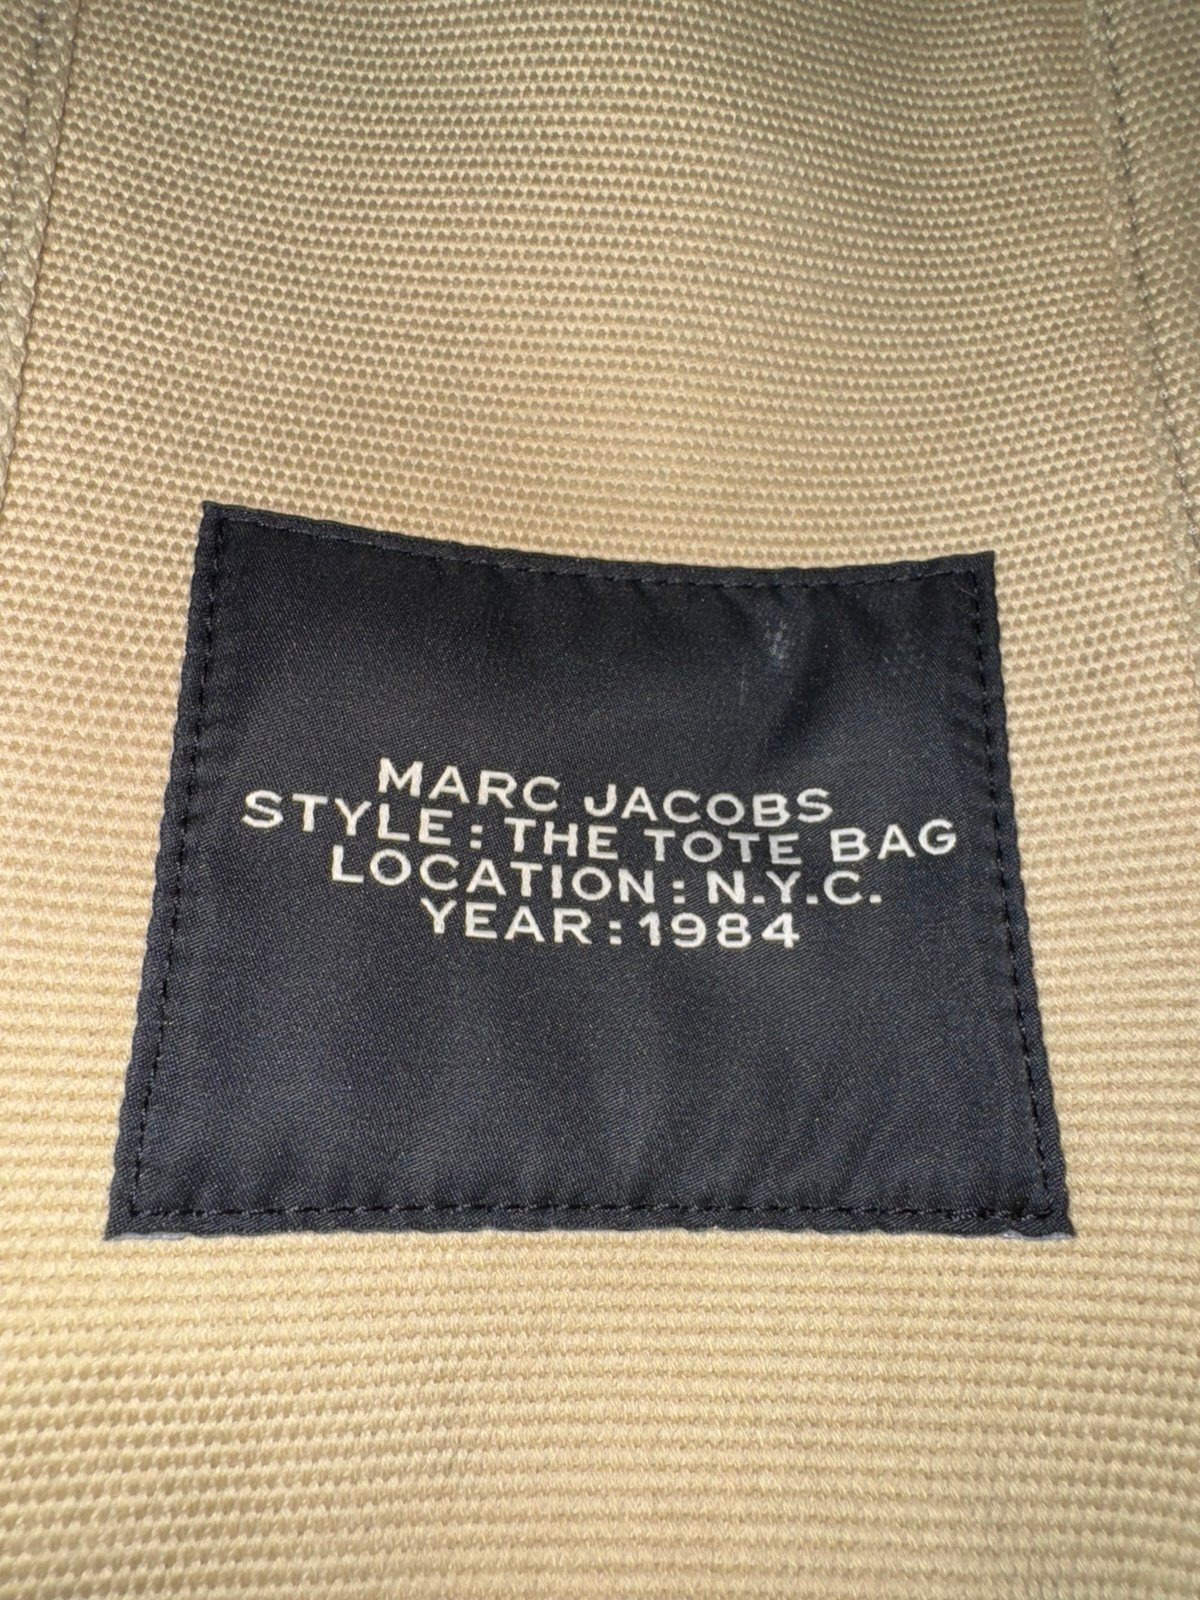 MARC JACOBS
STYLE: THE TOTE BAG
LOCATION: N.Y.C.
YEAR: 1984